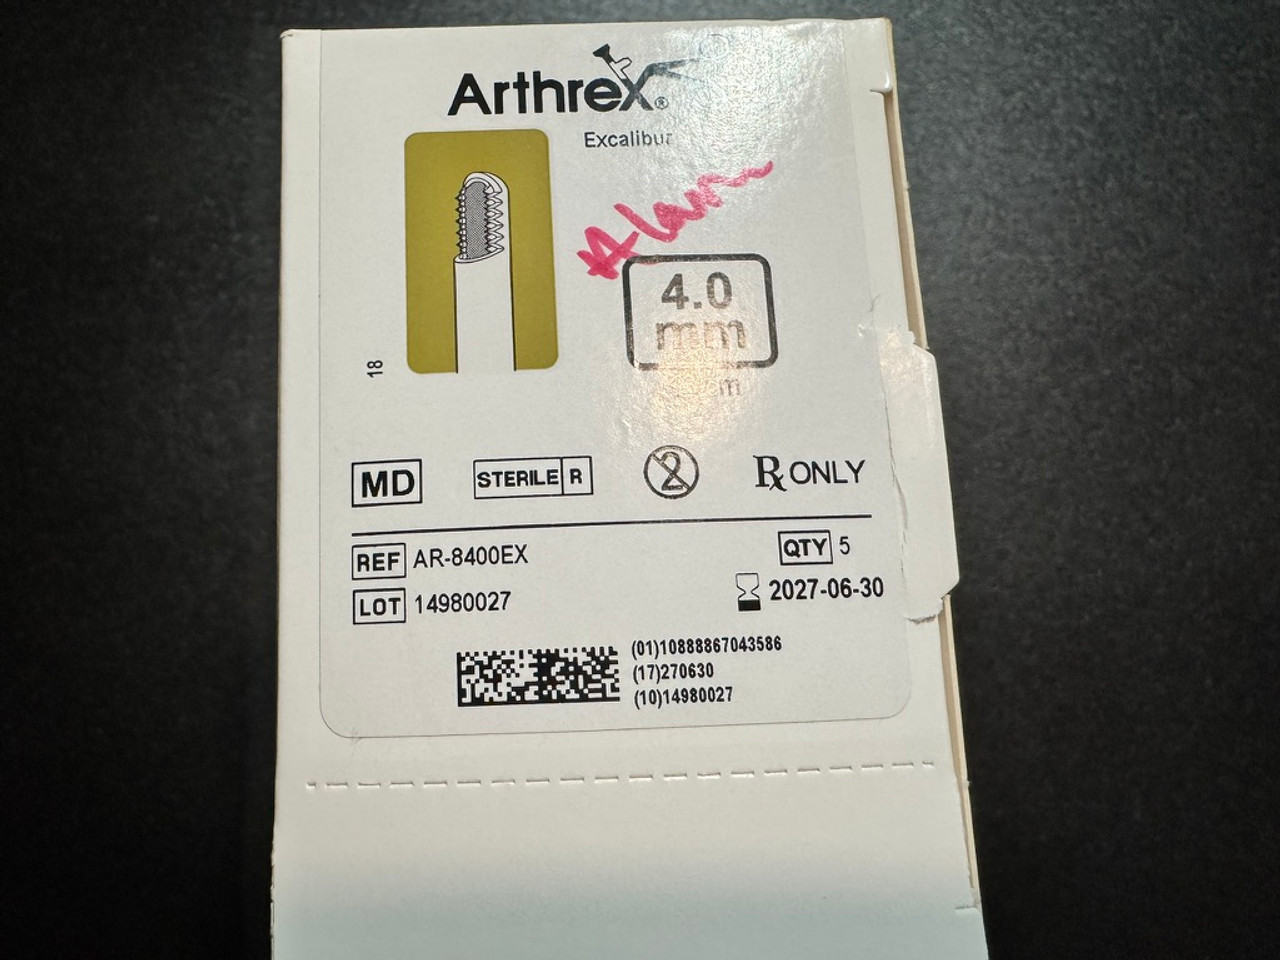 Arthrex®
Excalibur
Alan
4.0
mm
18
MD
STERILE R
2
Rx ONLY
REF AR-8400EX
QTY 5
LOT 14980027
2027-06-30
(01)10888867043586
(17)270630
(10)14980027